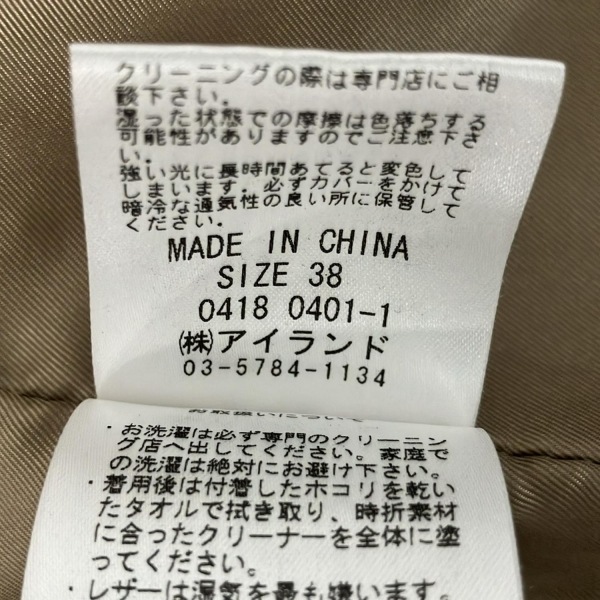 クリーニングの際は専門店にご相
談下さい。
湿った状態での摩擦は色落ちする
可能性がありますのでご注意下さ
い。
強い光に長時間あてると変色して
しまいます。必ずカバーをかけて
暗冷な通気性の良い所に保管して
ください。
MADE IN CHINA
SIZE 38
0418 0401-1
㈱アイランド
03-5784-1134
お取扱いについて
・お洗濯は必ず専門のクリーニン
グ店へ出してください。家庭で
の洗濯は絶対にお避け下さい。
・着用後は付着したホコリを乾い
たタオルで拭き取り、時折素材
に合ったクリーナーを全体に塗
ってください。
・レザーは湿気を最も嫌います。